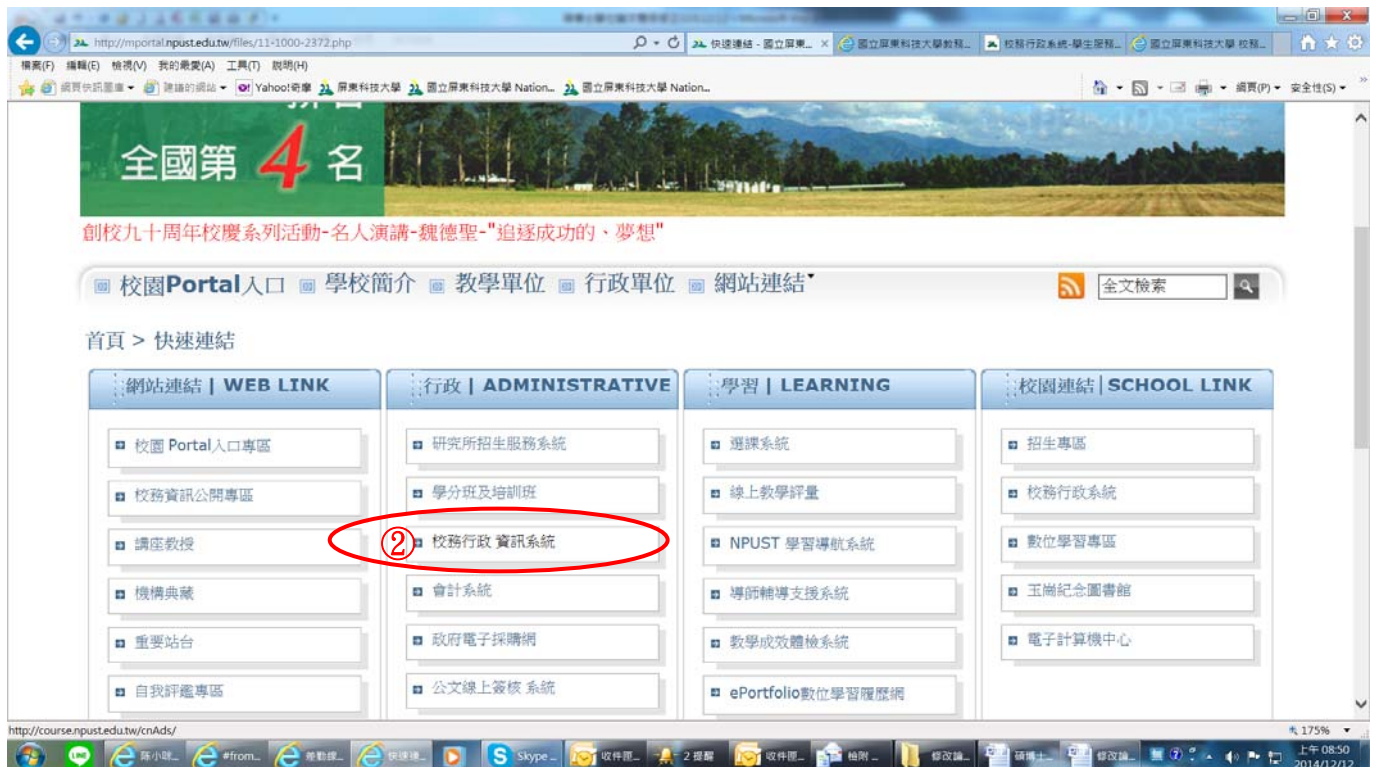 http://mportal.npust.edu.tw/files/11-1000-2372.php
快速連結 - 國立屏東...
國立屏東科技大學教務...
校務行政系統-學生服務...
國立屏東科技大學 校務...
檔案(F) 編輯(E) 檢視(V) 我的最愛(A) 工具(T) 說明(H)
網頁快訊圖庫 建議的網站 Yahoo!奇摩 屏東科技大學 國立屏東科技大學 Nation... 國立屏東科技大學 Nation...
網頁(P) 安全性(S)
全國第 4 名
創校九十周年校慶系列活動-名人演講-魏德聖-"追逐成功的、夢想"
校園Portal入口 學校簡介 教學單位 行政單位 網站連結
全文檢索
首頁 > 快速連結
網站連結 | WEB LINK
校園 Portal入口專區
校務資訊公開專區
講座教授
機構典藏
重要站台
自我評鑑專區
行政 | ADMINISTRATIVE
研究所招生服務系統
學分班及培訓班
② 校務行政 資訊系統
會計系統
政府電子採購網
公文線上簽核 系統
學習 | LEARNING
選課系統
線上教學評量
NPUST 學習導航系統
導師輔導支援系統
教學成效體檢系統
ePortfolio數位學習履歷網
校園連結 | SCHOOL LINK
招生專區
校務行政系統
數位學習專區
玉崗紀念圖書館
電子計算機中心
http://course.npust.edu.tw/cnAds/
175%
#from...
快速連...
Skype...
收件匣...
2 提醒
收件匣...
檢附...
修改論...
碩博士...
修改論...
上午 08:50
2014/12/12